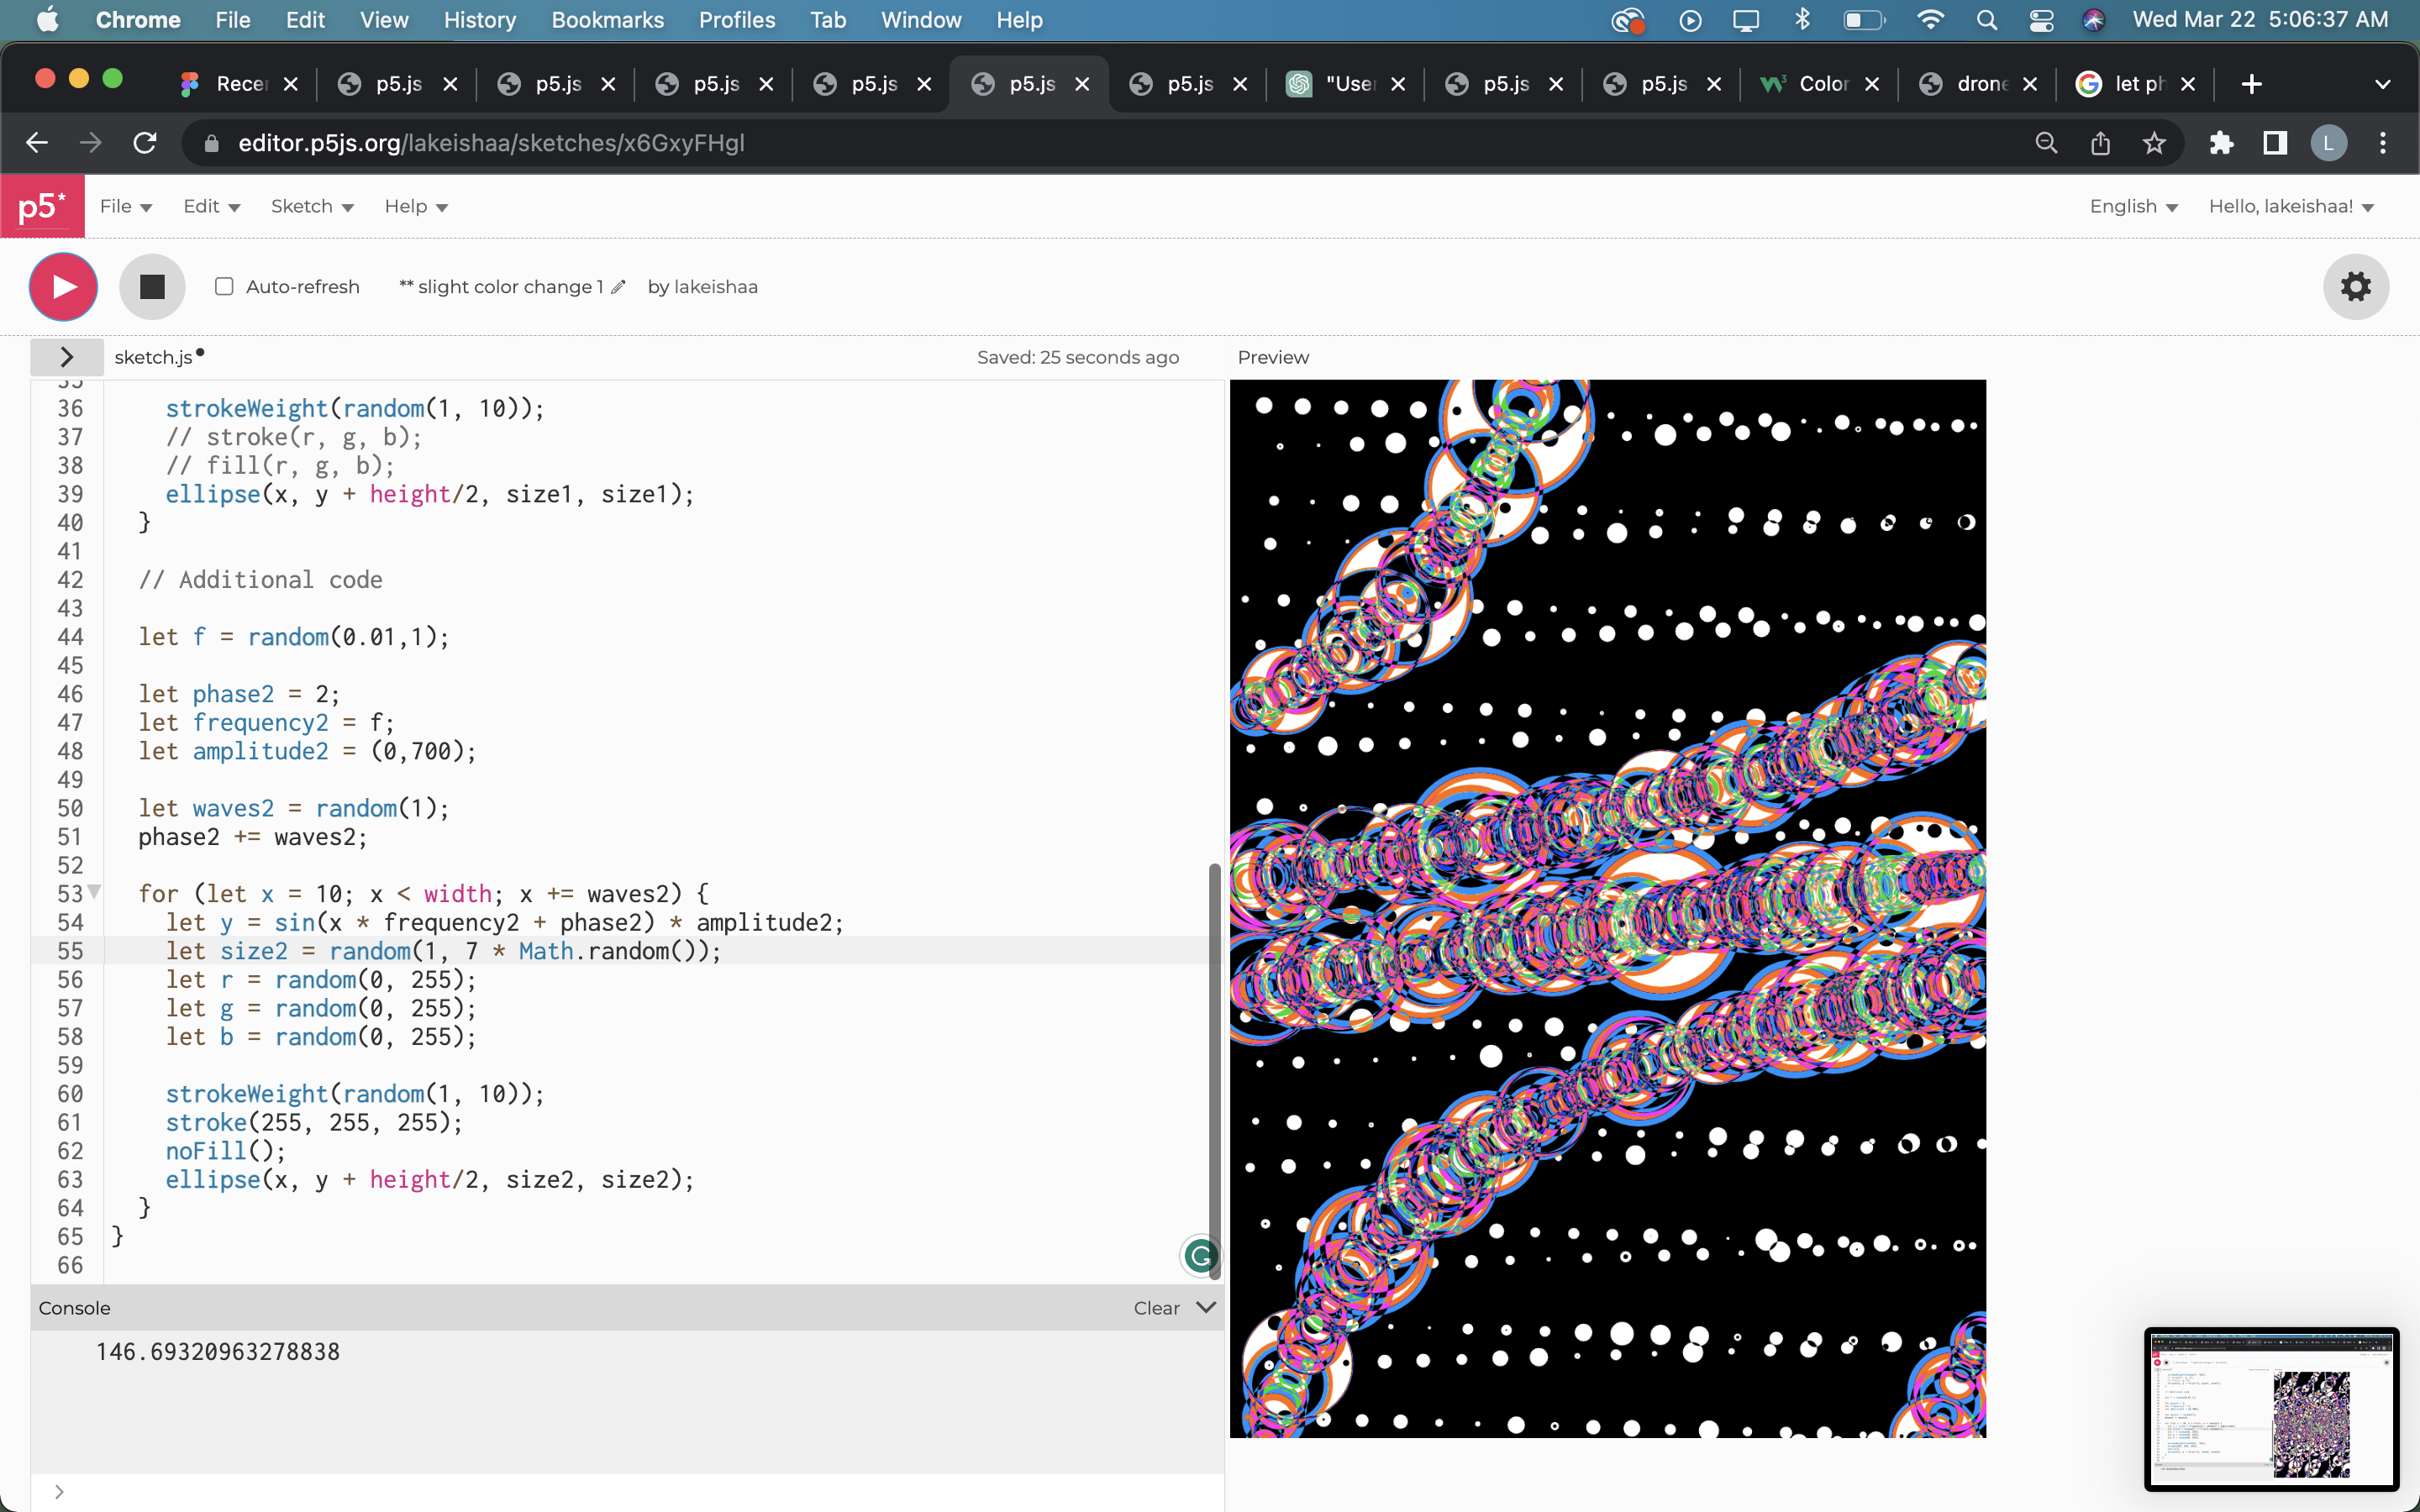 Chrome File Edit View History Bookmarks Profiles Tab Window Help Wed Mar 22 5:06:37 AM
Recer p5.js p5.js p5.js p5.js p5.js p5.js "User p5.js p5.js Color drone let ph
editor.p5js.org/lakeishaa/sketches/x6GxyFHgl L
p5* File Edit Sketch Help English Hello, lakeishaa!
Auto-refresh ** slight color change 1 by lakeishaa
sketch.js Saved: 25 seconds ago Preview
35
36 strokeWeight(random(1, 10));
37 // stroke(r, g, b);
38 // fill(r, g, b);
39 ellipse(x, y + height/2, size1, size1);
40 }
41
42 // Additional code
43
44 let f = random(0.01,1);
45
46 let phase2 = 2;
47 let frequency2 = f;
48 let amplitude2 = (0,700);
49
50 let waves2 = random(1);
51 phase2 += waves2;
52
53 for (let x = 10; x < width; x += waves2) {
54 let y = sin(x * frequency2 + phase2) * amplitude2;
55 let size2 = random(1, 7 * Math.random());
56 let r = random(0, 255);
57 let g = random(0, 255);
58 let b = random(0, 255);
59
60 strokeWeight(random(1, 10));
61 stroke(255, 255, 255);
62 noFill();
63 ellipse(x, y + height/2, size2, size2);
64 }
65 }
66
Console Clear
146.69320963278838
>